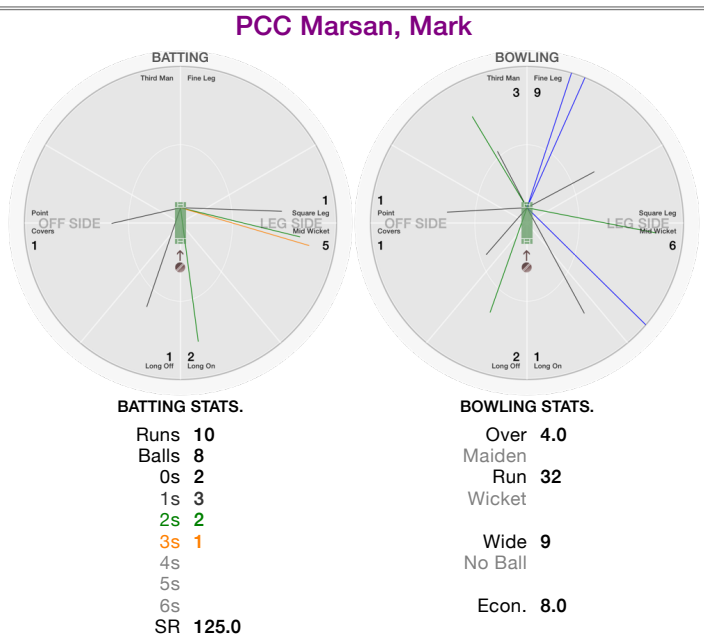 PCC Marsan, Mark
BATTING
Third Man Fine Leg
1
Point Square Leg
OFF SIDE LEG SIDE
Covers Mid Wicket
1 5
1 2
Long Off Long On
BOWLING
Third Man Fine Leg
3 9
1
Point Square Leg
OFF SIDE LEG SIDE
Covers Mid Wicket
1 6
2 1
Long Off Long On
BATTING STATS.
Runs 10
Balls 8
0s 2
1s 3
2s 2
3s 1
4s
5s
6s
SR 125.0
BOWLING STATS.
Over 4.0
Maiden
Run 32
Wicket
Wide 9
No Ball
Econ. 8.0